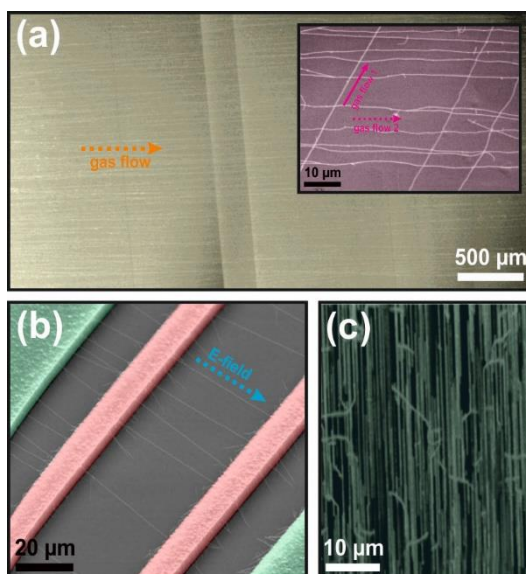 (a)
gas flow 1
gas flow 2
10 µm
gas flow
500 µm
(b)
E-field
20 µm
(c)
10 µm